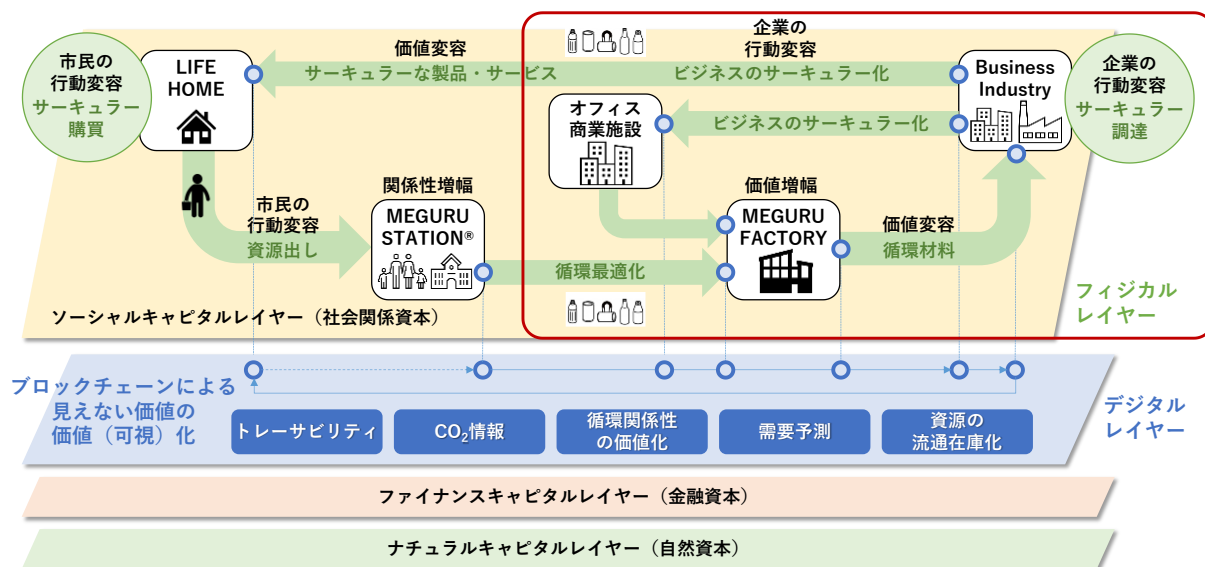 企業の
行動変容
価値変容
サーキュラーな製品・サービス
ビジネスのサーキュラー化
市民の
行動変容
サーキュラー
購買
LIFE
HOME
オフィス
商業施設
ビジネスのサーキュラー化
Business
Industry
企業の
行動変容
サーキュラー
調達
市民の
行動変容
資源出し
関係性増幅
MEGURU
STATION®
循環最適化
価値増幅
MEGURU
FACTORY
価値変容
循環材料
ソーシャルキャピタルレイヤー（社会関係資本）
フィジカル
レイヤー
ブロックチェーンによる
見えない価値の
価値（可視）化
トレーサビリティ
CO₂情報
循環関係性
の価値化
需要予測
資源の
流通在庫化
デジタル
レイヤー
ファイナンスキャピタルレイヤー（金融資本）
ナチュラルキャピタルレイヤー（自然資本）